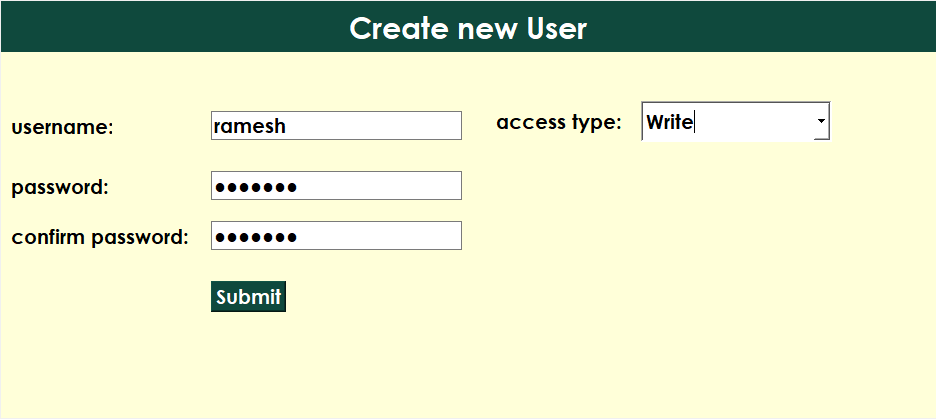 Create new User
username: ramesh access type: Write
password: ●●●●●●●
confirm password: ●●●●●●●
Submit